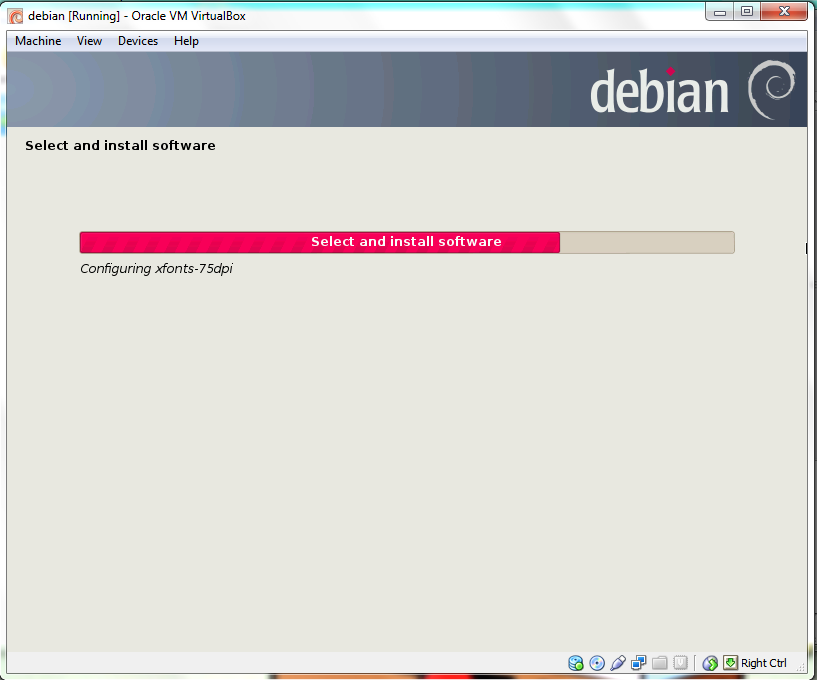 debian [Running] - Oracle VM VirtualBox
Machine View Devices Help
debian
Select and install software
Select and install software
Configuring xfonts-75dpi
Right Ctrl